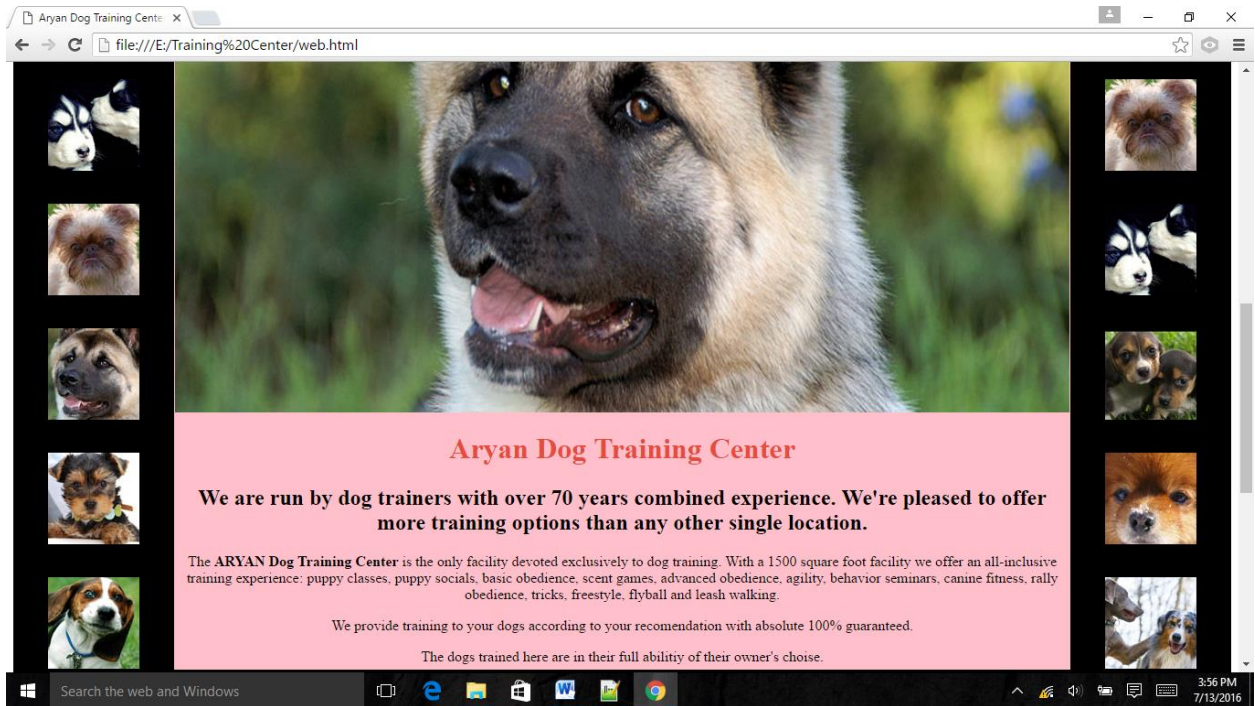 Aryan Dog Training Cente
file:///E:/Training%20Center/web.html
Aryan Dog Training Center
We are run by dog trainers with over 70 years combined experience. We're pleased to offer
more training options than any other single location.
The ARYAN Dog Training Center is the only facility devoted exclusively to dog training. With a 1500 square foot facility we offer an all-inclusive
training experience: puppy classes, puppy socials, basic obedience, scent games, advanced obedience, agility, behavior seminars, canine fitness, rally
obedience, tricks, freestyle, flyball and leash walking.
We provide training to your dogs according to your recomendation with absolute 100% guaranteed.
The dogs trained here are in their full abilitiy of their owner's choise.
Search the web and Windows
3:56 PM
7/13/2016